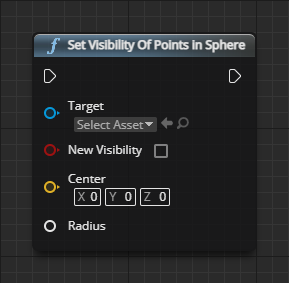 f Set Visibility Of Points in Sphere
Target
Select Asset
New Visibility
Center
X 0 Y 0 Z 0
Radius